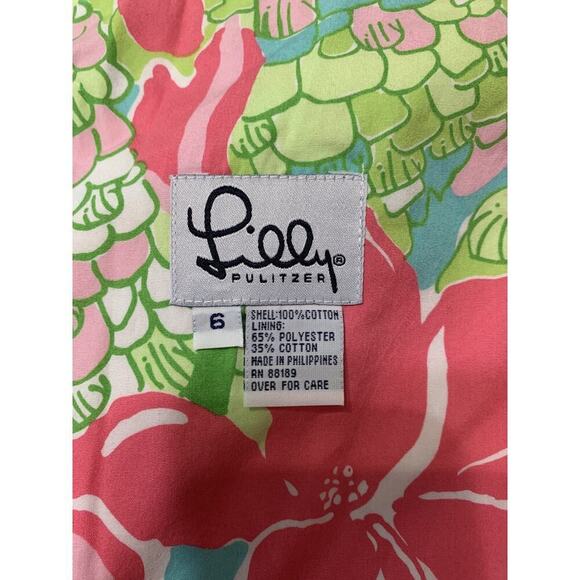 Lilly®
PULITZER
6
SHELL:100%COTTON
LINING:
65% POLYESTER
35% COTTON
MADE IN PHILIPPINES
RN 88189
OVER FOR CARE